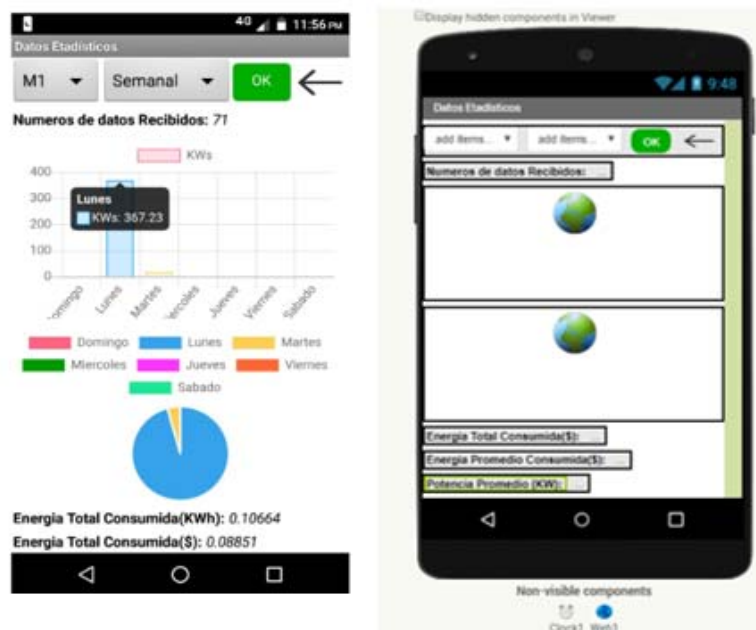 4G 11:56 PM
Datos Etadísticos
M1 Semanal OK
Numeros de datos Recibidos: 71
KWs
400
300
200
100
0
Lunes
KWs: 367.23
Domingo Lunes Martes Miercoles Jueves Viernes Sabado
Domingo Lunes Martes
Miercoles Jueves Viernes
Sabado
Energia Total Consumida(KWh): 0.10664
Energia Total Consumida($): 0.08851
Display hidden components in Viewer
9:48
Datos Etadísticos
add items... add items... OK
Numeros de datos Recibidos:
Energia Total Consumida($):
Energia Promedio Consumida($):
Potencia Promedio (KW):
Non-visible components
Clock1 Web3